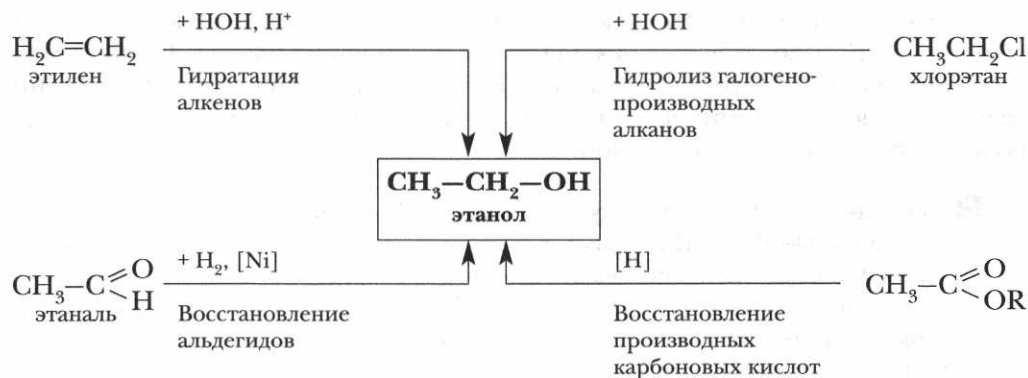 + HOH, H⁺
H₂C=CH₂
этилен
Гидратация
алкенов
+ HOH
CH₃CH₂Cl
хлорэтан
Гидролиз галогено-
производных
алканов
CH₃—CH₂—OH
этанол
+ H₂, [Ni]
CH₃—C
O
H
этаналь
Восстановление
альдегидов
[H]
CH₃—C
O
OR
Восстановление
производных
карбоновых кислот